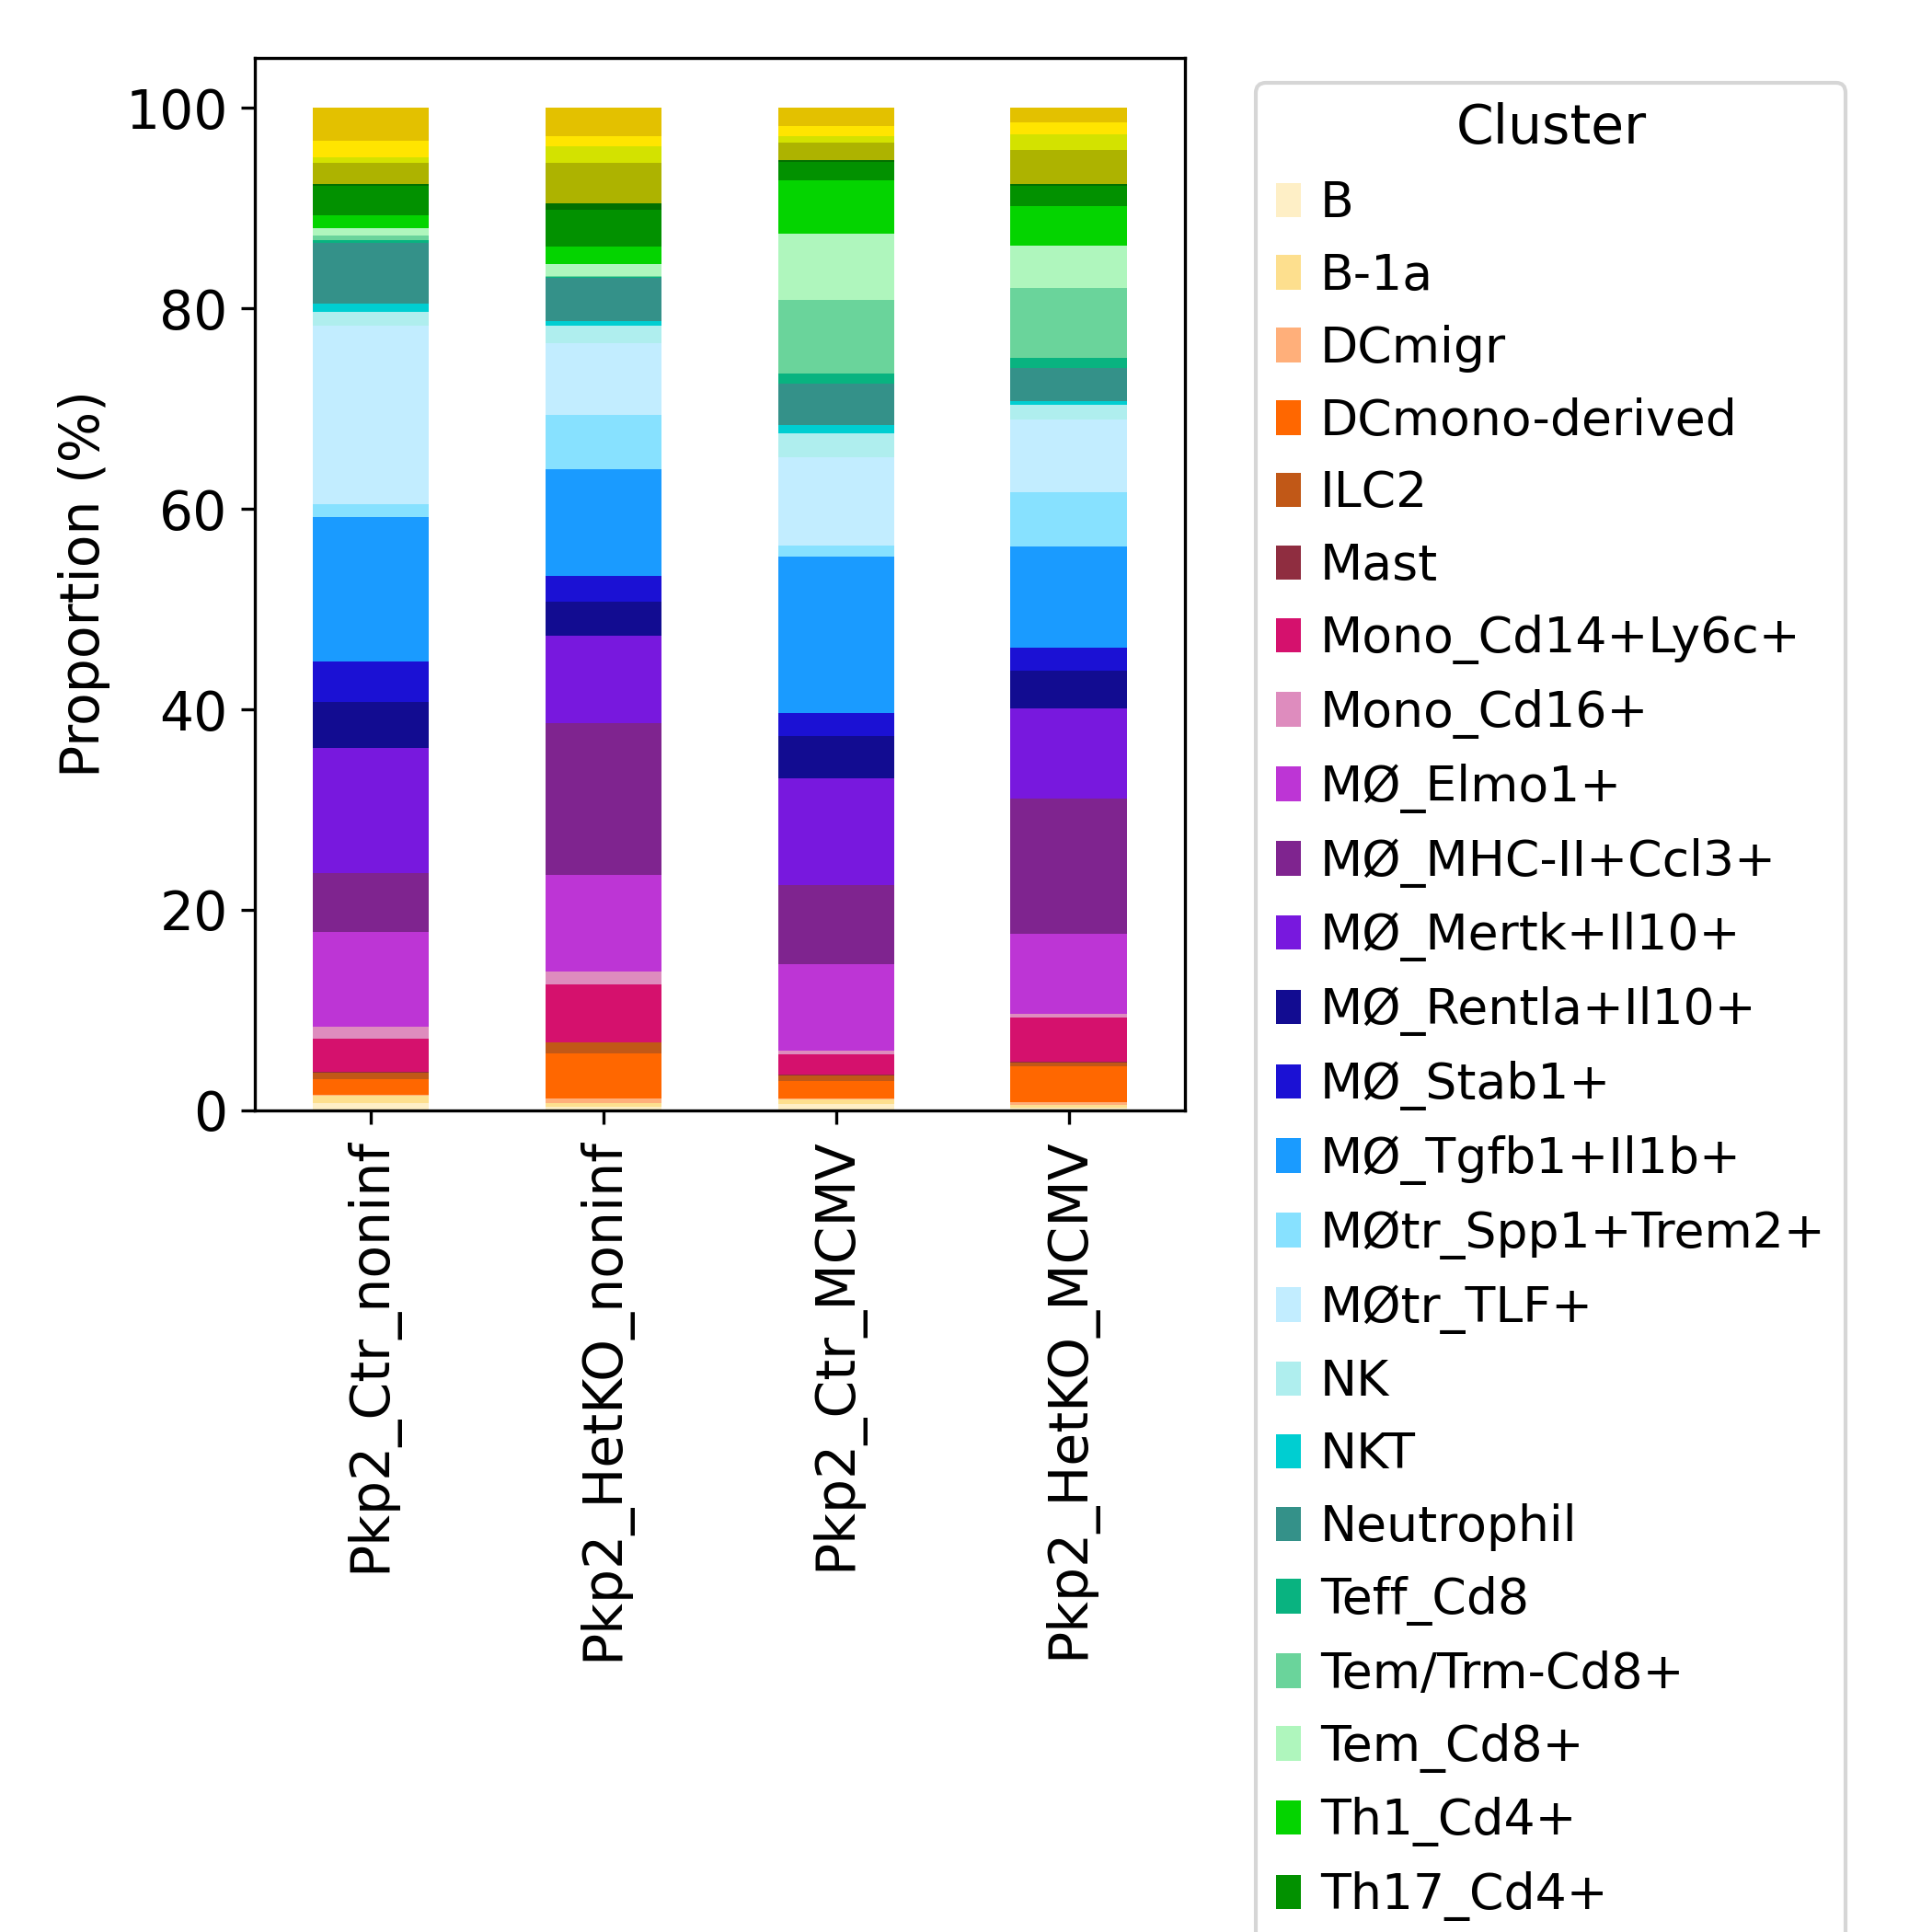 Proportion (%)
100
80
60
40
20
0
Pkp2_Ctr_noninf
Pkp2_HetKO_noninf
Pkp2_Ctr_MCMV
Pkp2_HetKO_MCMV
Cluster
B
B-1a
DCmigr
DCmono-derived
ILC2
Mast
Mono_Cd14+Ly6c+
Mono_Cd16+
MØ_Elmo1+
MØ_MHC-II+Ccl3+
MØ_Mertk+Il10+
MØ_Rentla+Il10+
MØ_Stab1+
MØ_Tgfb1+Il1b+
MØtr_Spp1+Trem2+
MØtr_TLF+
NK
NKT
Neutrophil
Teff_Cd8
Tem/Trm-Cd8+
Tem_Cd8+
Th1_Cd4+
Th17_Cd4+